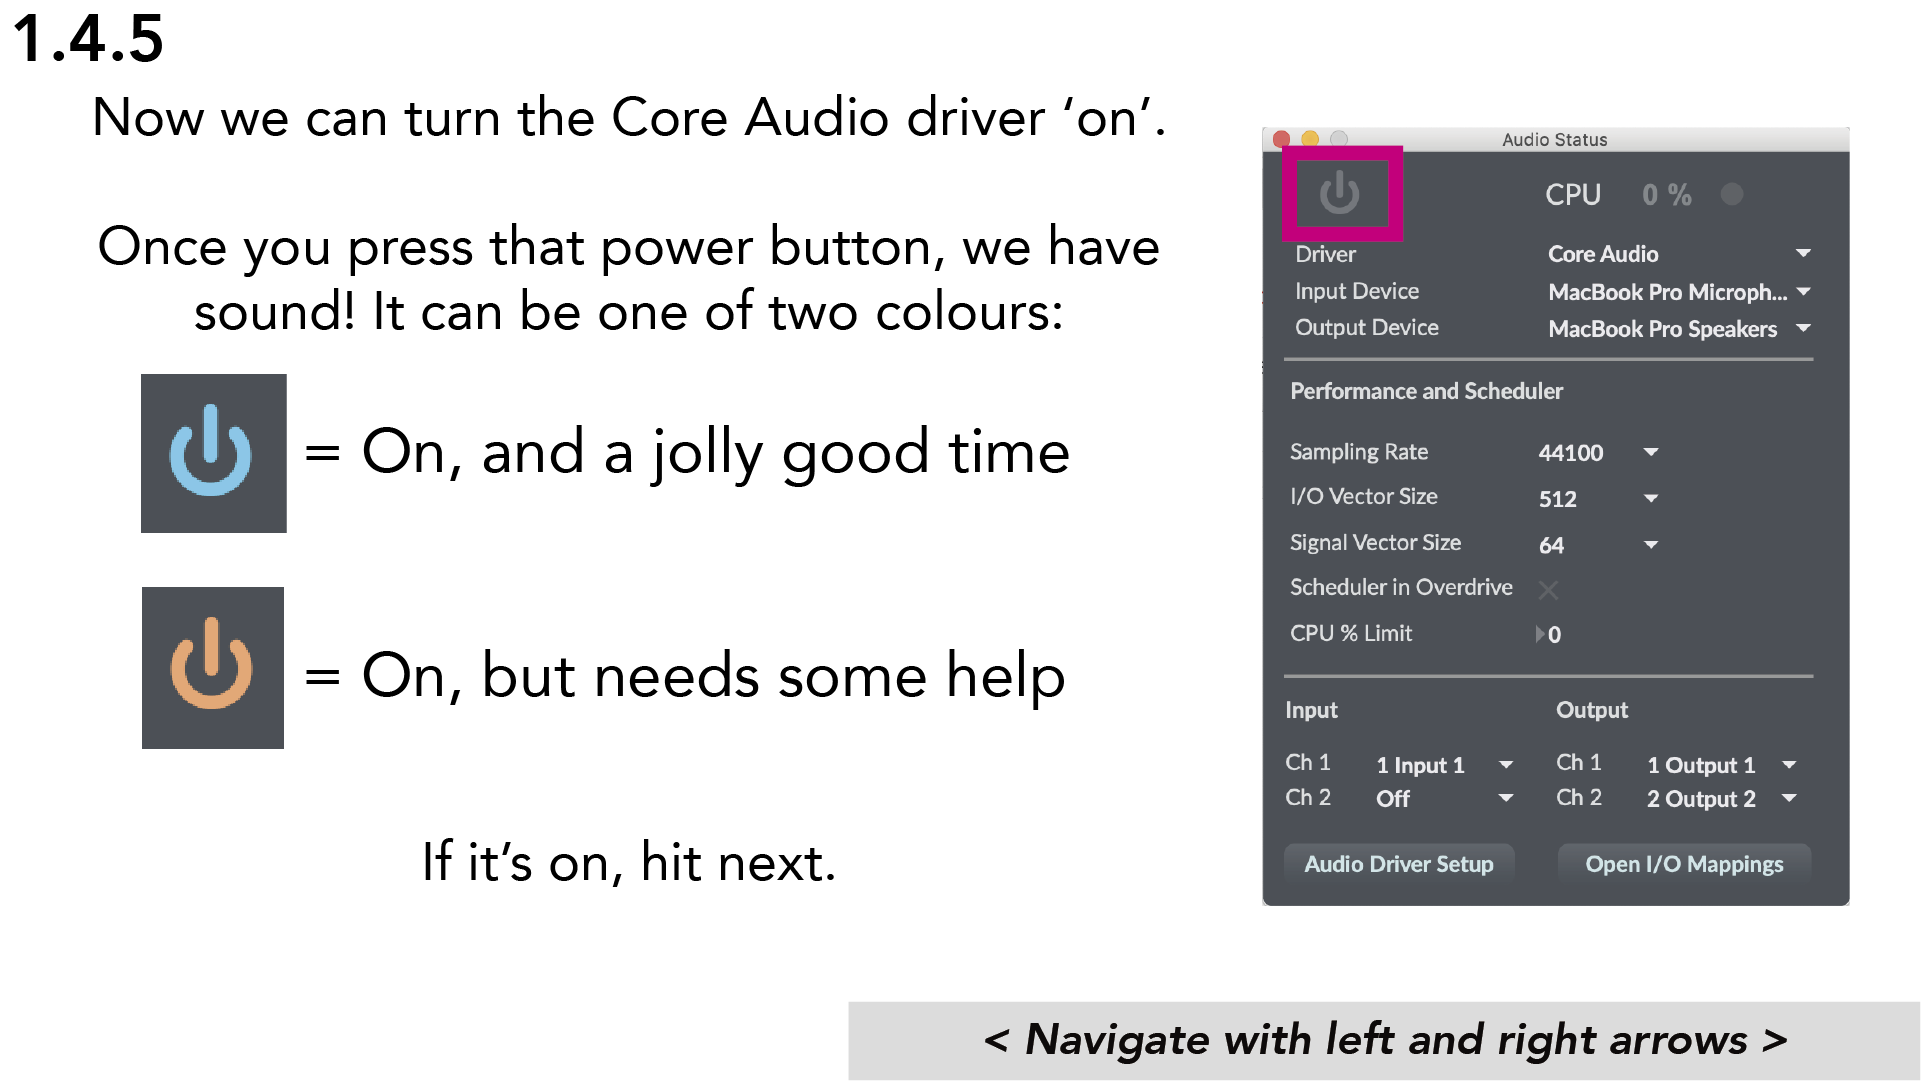 1.4.5
Now we can turn the Core Audio driver ‘on’.
Once you press that power button, we have
sound! It can be one of two colours:
= On, and a jolly good time
= On, but needs some help
If it’s on, hit next.
Audio Status
CPU 0 %
Driver Core Audio
Input Device MacBook Pro Microph...
Output Device MacBook Pro Speakers
Performance and Scheduler
Sampling Rate 44100
I/O Vector Size 512
Signal Vector Size 64
Scheduler in Overdrive
CPU % Limit 0
Input Output
Ch 1 1 Input 1 Ch 1 1 Output 1
Ch 2 Off Ch 2 2 Output 2
Audio Driver Setup Open I/O Mappings
< Navigate with left and right arrows >